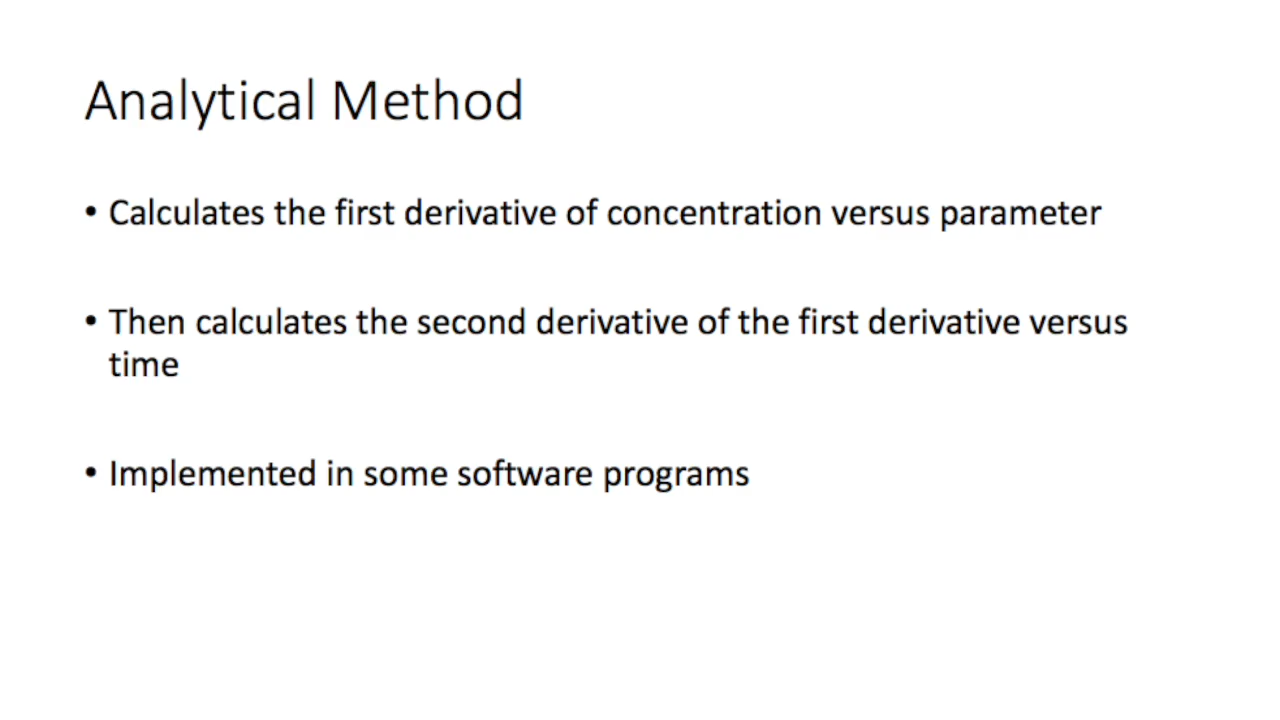 Analytical Method
• Calculates the first derivative of concentration versus parameter
• Then calculates the second derivative of the first derivative versus
time
• Implemented in some software programs